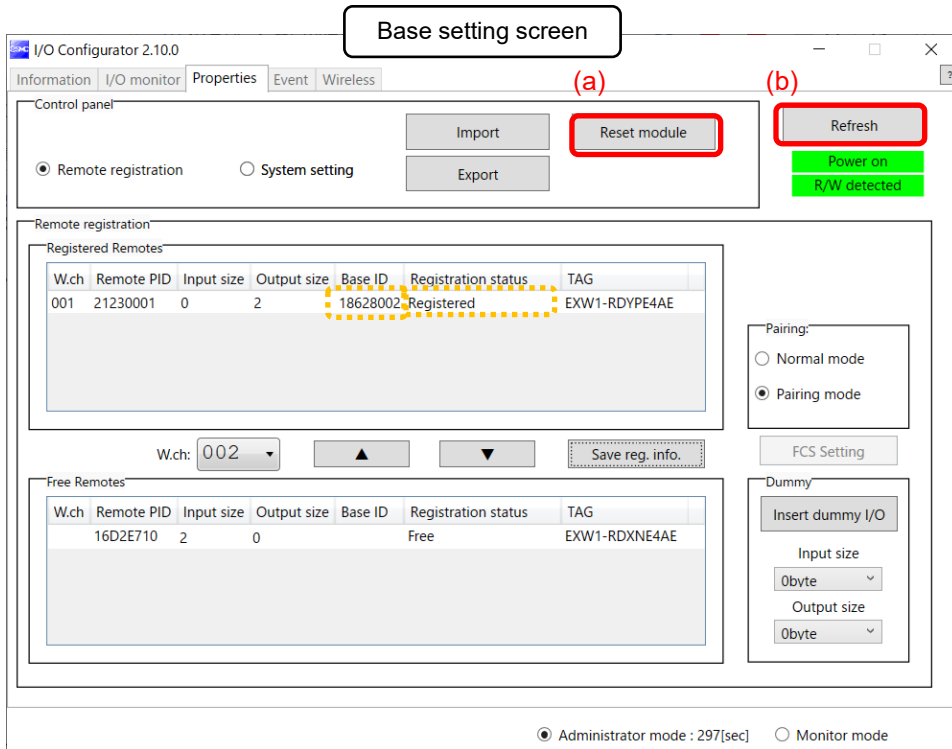 Base setting screen
I/O Configurator 2.10.0
Information I/O monitor Properties Event Wireless
(a) (b)
?
Control panel
Import Reset module Refresh
Remote registration System setting Export
Power on
R/W detected
Remote registration
Registered Remotes
W.ch Remote PID Input size Output size Base ID Registration status TAG
001 21230001 0 2 18628002 Registered EXW1-RDYPE4AE
Pairing:
Normal mode
Pairing mode
W.ch: 002 ▲ ▼ Save reg. info. FCS Setting
Free Remotes
W.ch Remote PID Input size Output size Base ID Registration status TAG
16D2E710 2 0 Free EXW1-RDXNE4AE
Dummy
Insert dummy I/O
Input size
0byte
Output size
0byte
Administrator mode : 297[sec] Monitor mode